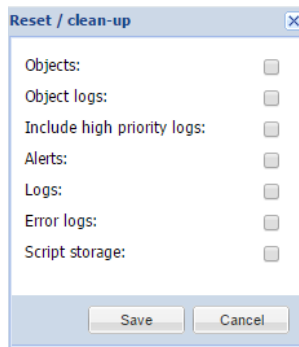 Reset / clean-up
Objects:
Object logs:
Include high priority logs:
Alerts:
Logs:
Error logs:
Script storage:
Save Cancel